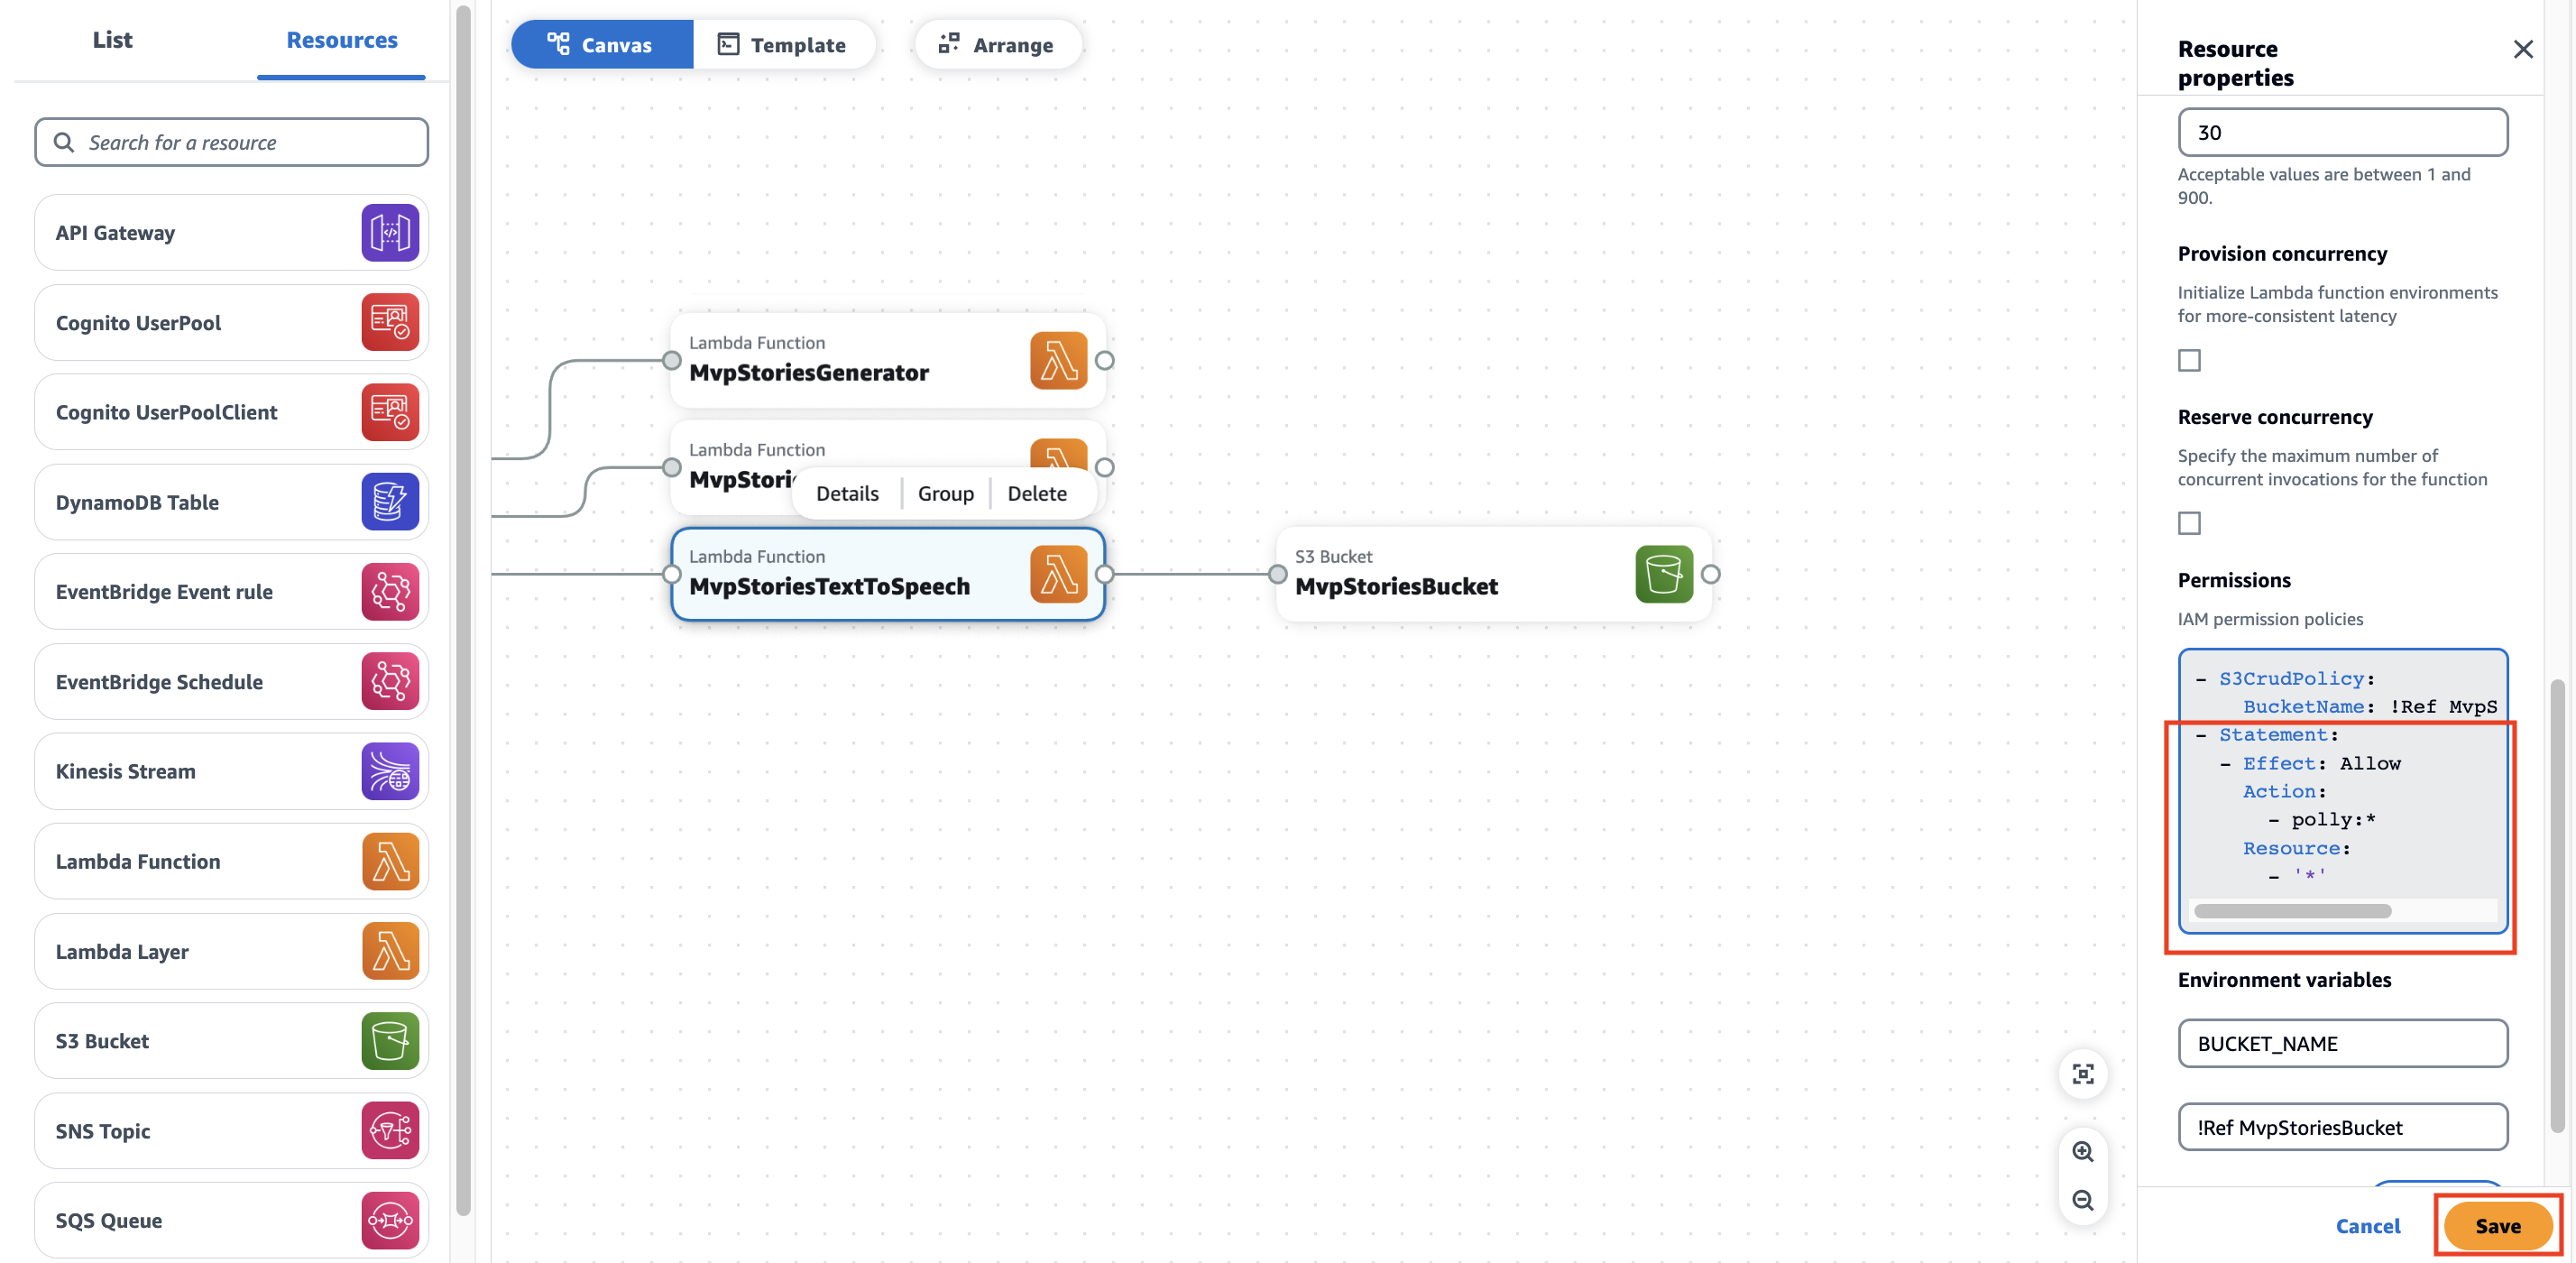 List
Resources
Search for a resource
API Gateway
Cognito UserPool
Cognito UserPoolClient
DynamoDB Table
EventBridge Event rule
EventBridge Schedule
Kinesis Stream
Lambda Function
Lambda Layer
S3 Bucket
SNS Topic
SQS Queue
Canvas
Template
Arrange
Lambda Function
MvpStoriesGenerator
Lambda Function
MvpStori
Details
Group
Delete
Lambda Function
MvpStoriesTextToSpeech
S3 Bucket
MvpStoriesBucket
Resource
properties
30
Acceptable values are between 1 and
900.
Provision concurrency
Initialize Lambda function environments
for more-consistent latency
Reserve concurrency
Specify the maximum number of
concurrent invocations for the function
Permissions
IAM permission policies
- S3CrudPolicy:
BucketName: !Ref MvpS
- Statement:
- Effect: Allow
Action:
- polly:*
Resource:
- '*'
Environment variables
BUCKET_NAME
!Ref MvpStoriesBucket
Cancel
Save